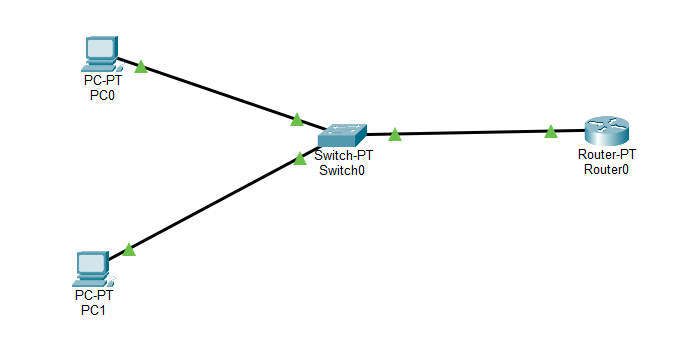 PC-PT
PC0
Switch-PT
Switch0
Router-PT
Router0
PC-PT
PC1